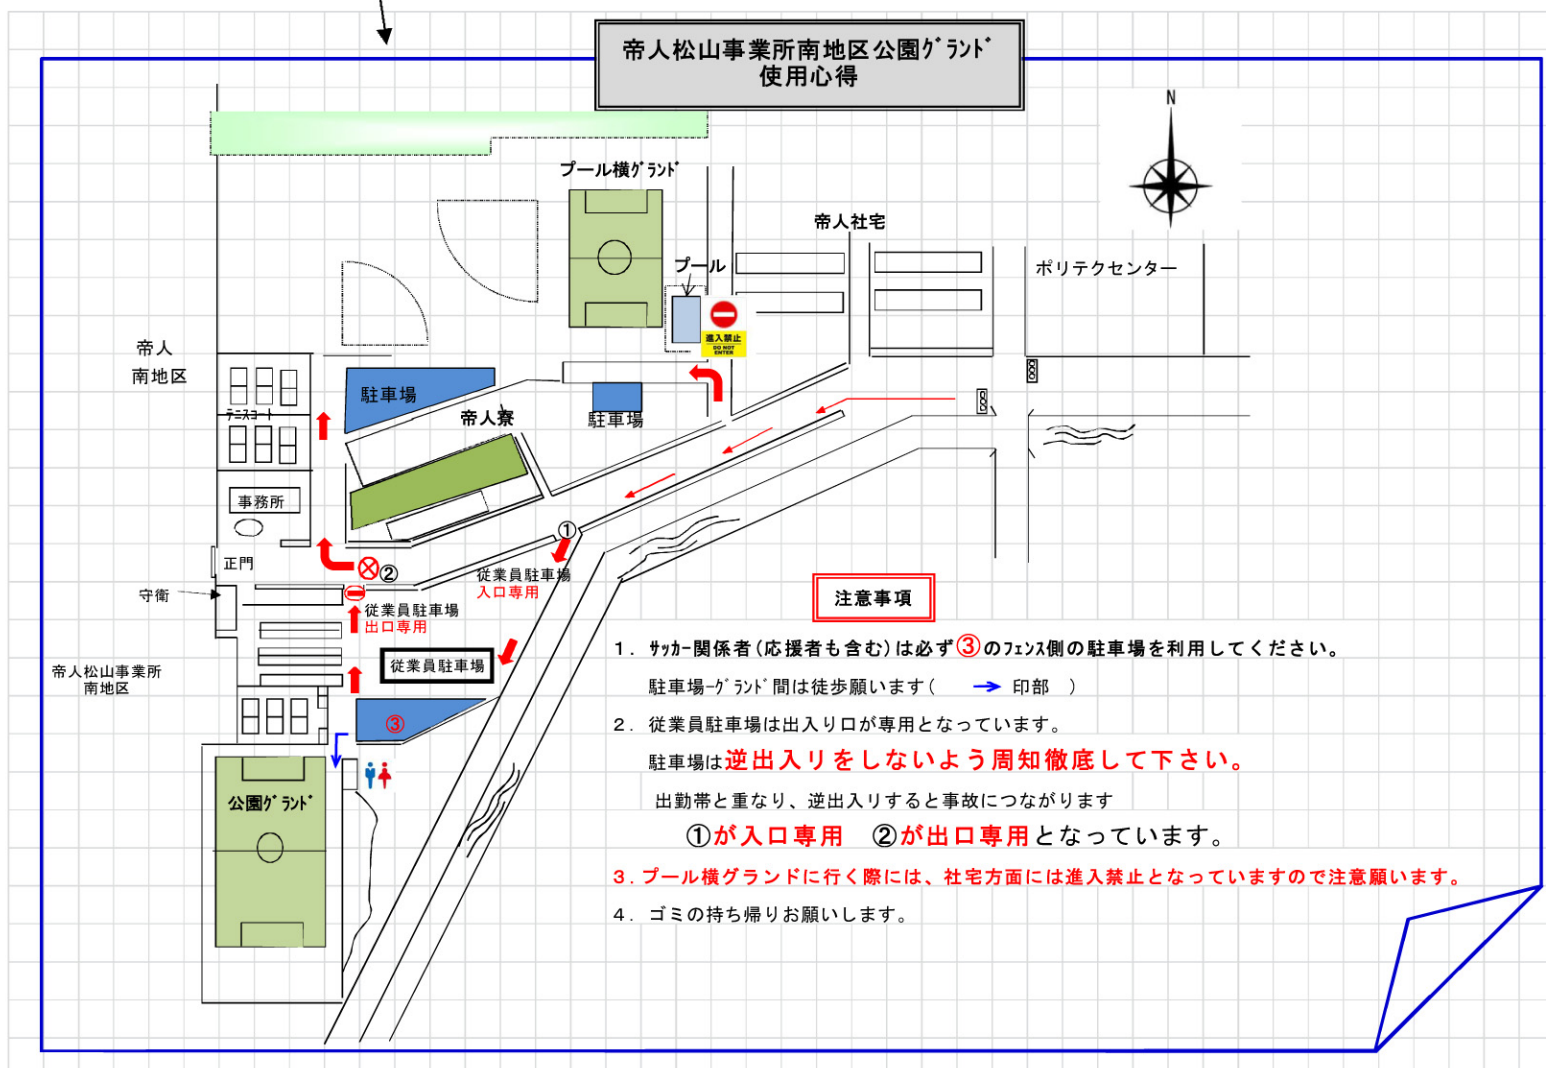 帝人松山事業所南地区公園ｸﾞﾗﾝﾄﾞ
使用心得
N
プール横ｸﾞﾗﾝﾄﾞ
帝人社宅
プール
ポリテクセンター
進入禁止
DO NOT
ENTER
帝人
南地区
駐車場
テニスコート
帝人寮
駐車場
事務所
①
正門
②
従業員駐車場
入口専用
守衛
従業員駐車場
出口専用
従業員駐車場
帝人松山事業所
南地区
③
公園ｸﾞﾗﾝﾄﾞ
注意事項
1. ｻｯｶｰ関係者(応援者も含む)は必ず③のﾌｪﾝｽ側の駐車場を利用してください。
駐車場-ｸﾞﾗﾝﾄﾞ間は徒歩願います( → 印部 )
2. 従業員駐車場は出入り口が専用となっています。
駐車場は逆出入りをしないよう周知徹底して下さい。
出勤帯と重なり、逆出入りすると事故につながります
①が入口専用 ②が出口専用となっています。
3. プール横グランドに行く際には、社宅方面には進入禁止となっていますので注意願います。
4. ゴミの持ち帰りお願いします。